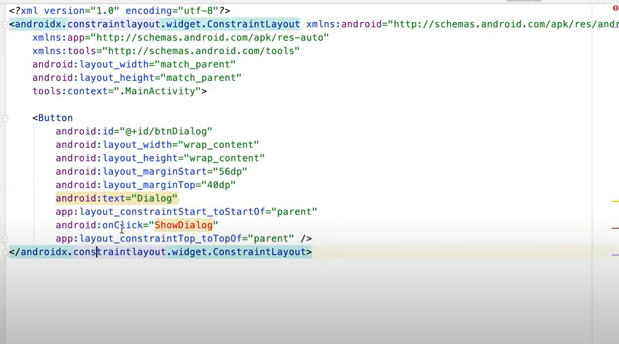 <?xml version="1.0" encoding="utf-8"?>
<androidx.constraintlayout.widget.ConstraintLayout xmlns:android="http://schemas.android.com/apk/res/andr
xmlns:app="http://schemas.android.com/apk/res-auto"
xmlns:tools="http://schemas.android.com/tools"
android:layout_width="match_parent"
android:layout_height="match_parent"
tools:context=".MainActivity">
<Button
android:id="@+id/btnDialog"
android:layout_width="wrap_content"
android:layout_height="wrap_content"
android:layout_marginStart="56dp"
android:layout_marginTop="40dp"
android:text="Dialog"
app:layout_constraintStart_toStartOf="parent"
android:onClick="ShowDialog"
app:layout_constraintTop_toTopOf="parent" />
</androidx.constraintlayout.widget.ConstraintLayout>